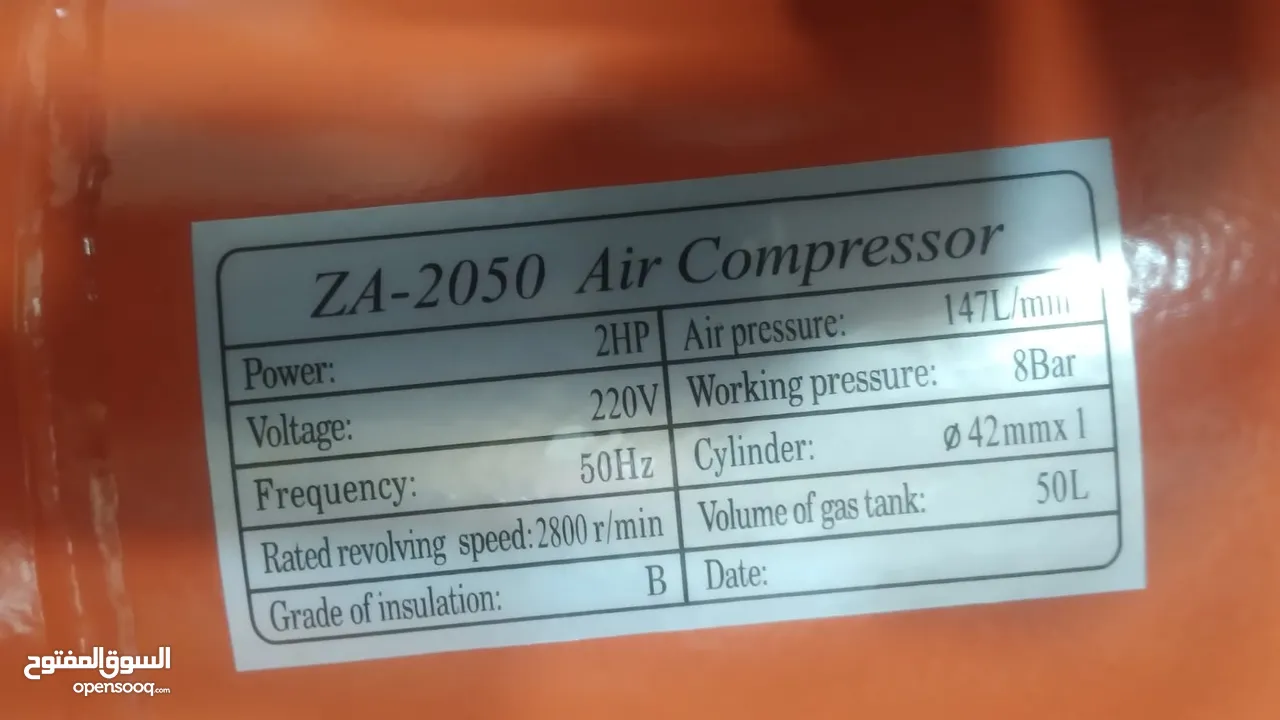 ZA-2050 Air Compressor
Power: 2HP
Air pressure: 147L/min
Voltage: 220V
Working pressure: 8Bar
Frequency: 50Hz
Cylinder: ø42mmx1
Rated revolving speed: 2800 r/min
Volume of gas tank: 50L
Grade of insulation: B
Date:
السوق المفتوح
opensooq.com